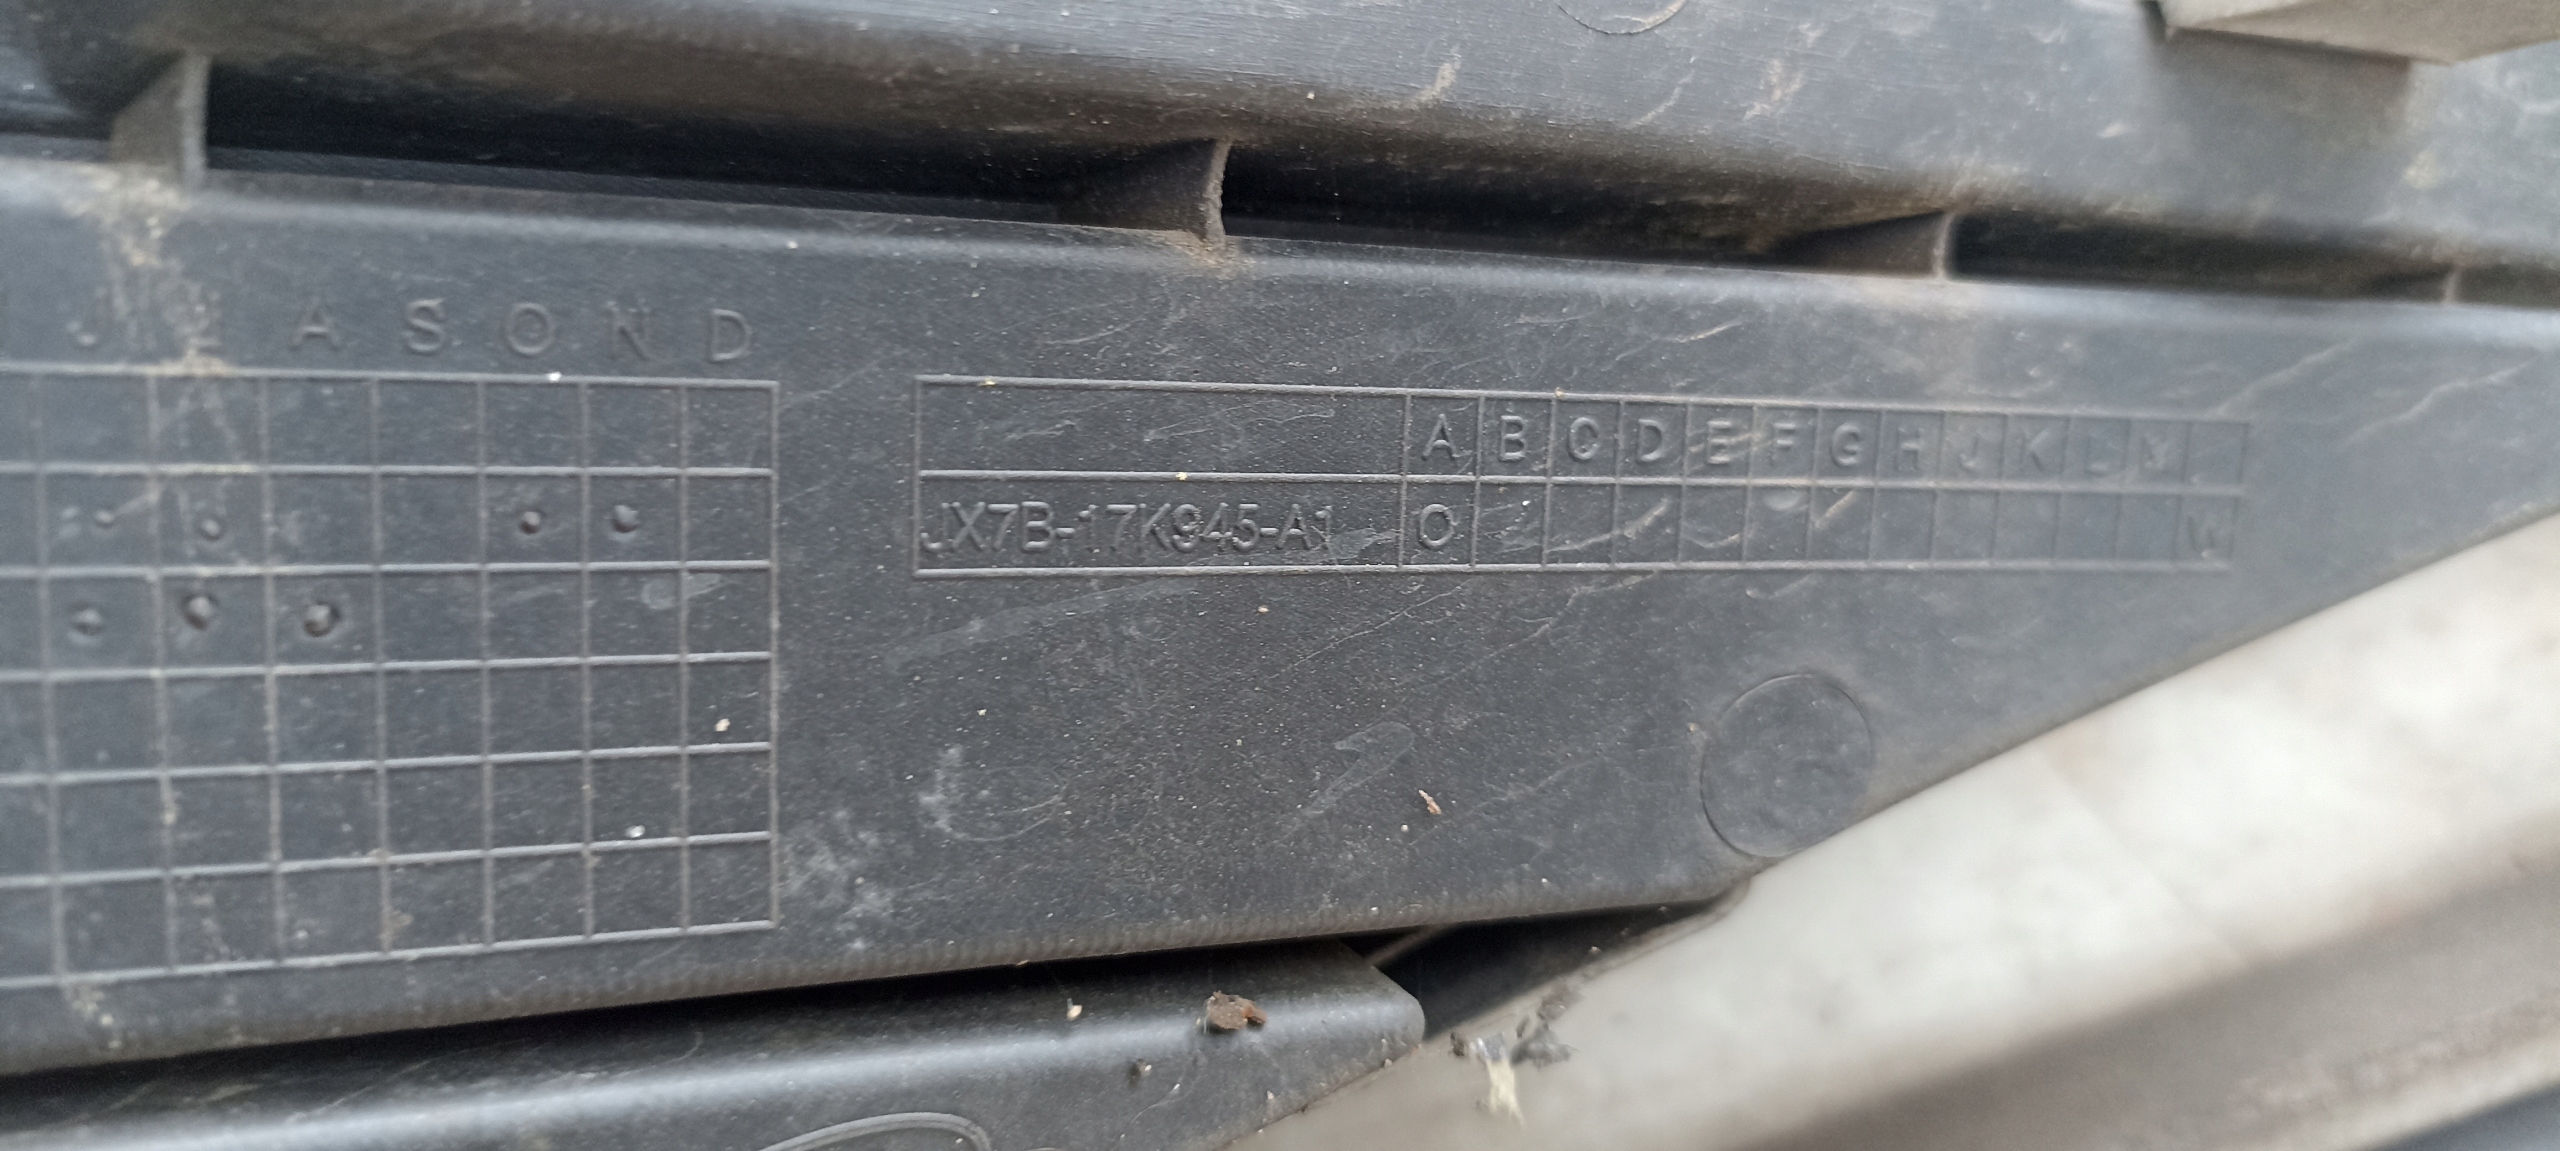 J J A S O N D
A B C D E F G H J K L M
JX7B-17K945-A1 O W